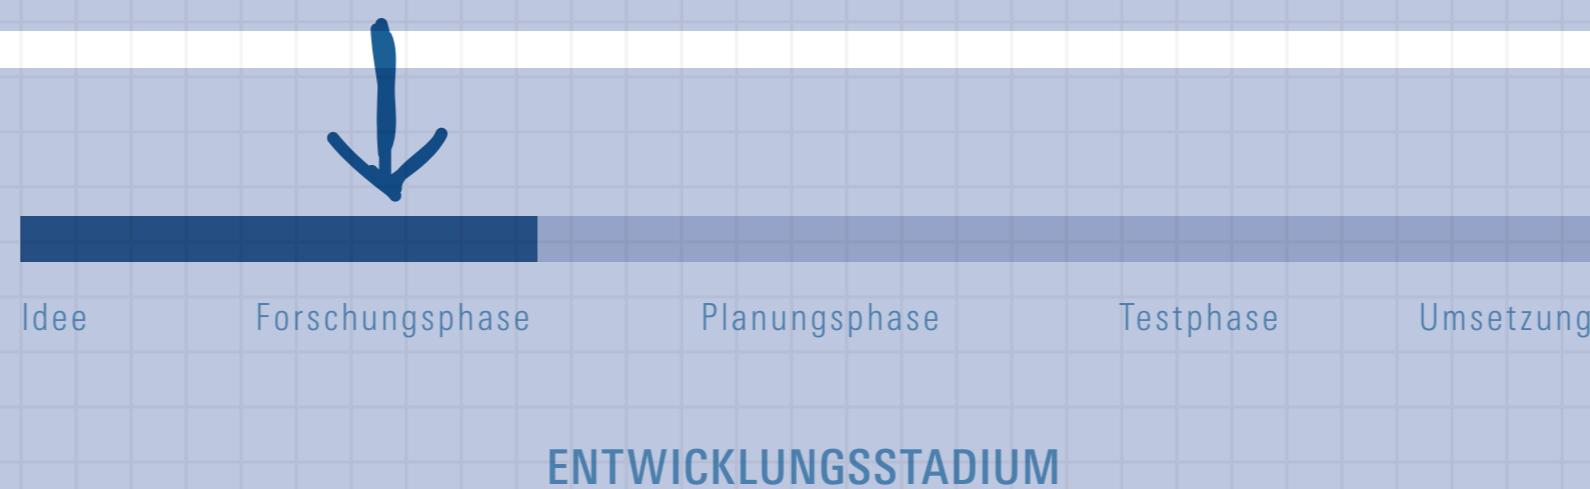 Idee Forschungsphase Planungsphase Testphase Umsetzung
ENTWICKLUNGSSTADIUM